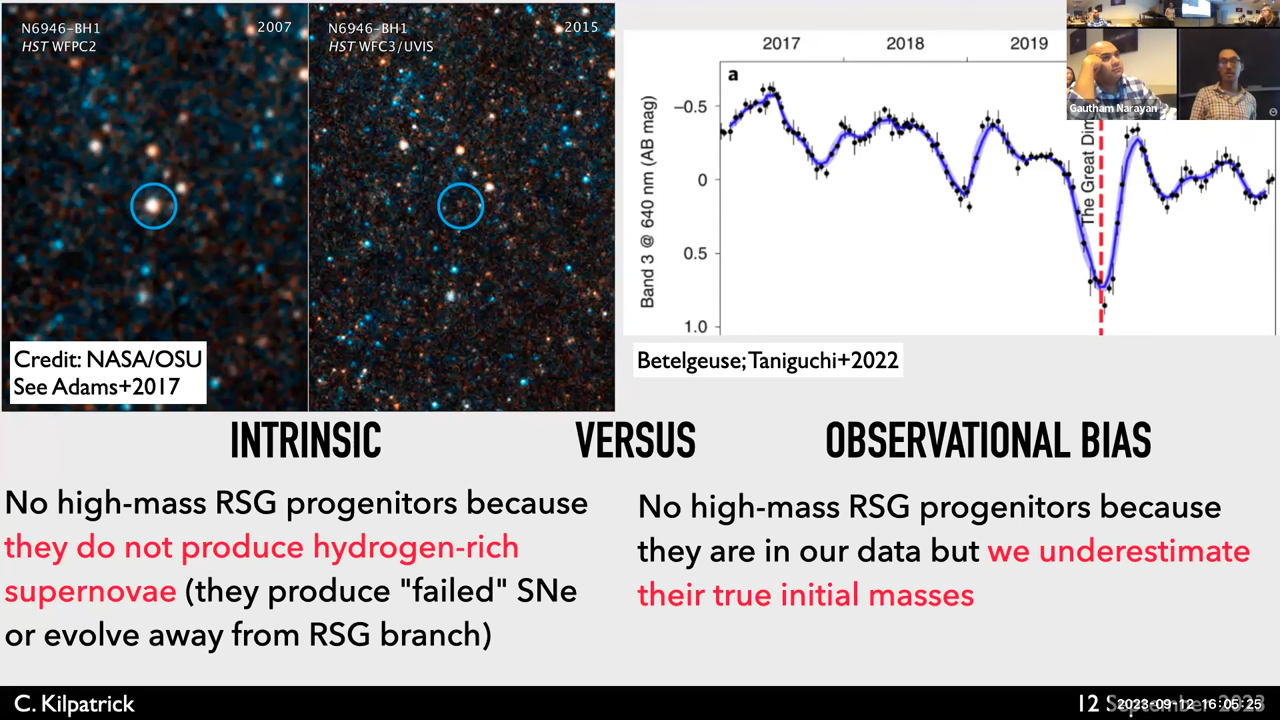 N6946-BH1
HST WFPC2
2007
N6946-BH1
HST WFC3/UVIS
2015
Credit: NASA/OSU
See Adams+2017
2017
2018
2019
a
Band 3 @ 640 nm (AB mag)
−0.5
0
0.5
1.0
The Great Dim
Gautham Narayan
Betelgeuse; Taniguchi+2022
INTRINSIC
VERSUS
OBSERVATIONAL BIAS
No high-mass RSG progenitors because
they do not produce hydrogen-rich
supernovae (they produce "failed" SNe
or evolve away from RSG branch)
No high-mass RSG progenitors because
they are in our data but we underestimate
their true initial masses
C. Kilpatrick
12 September 2023
2023-09-12 16:05:25